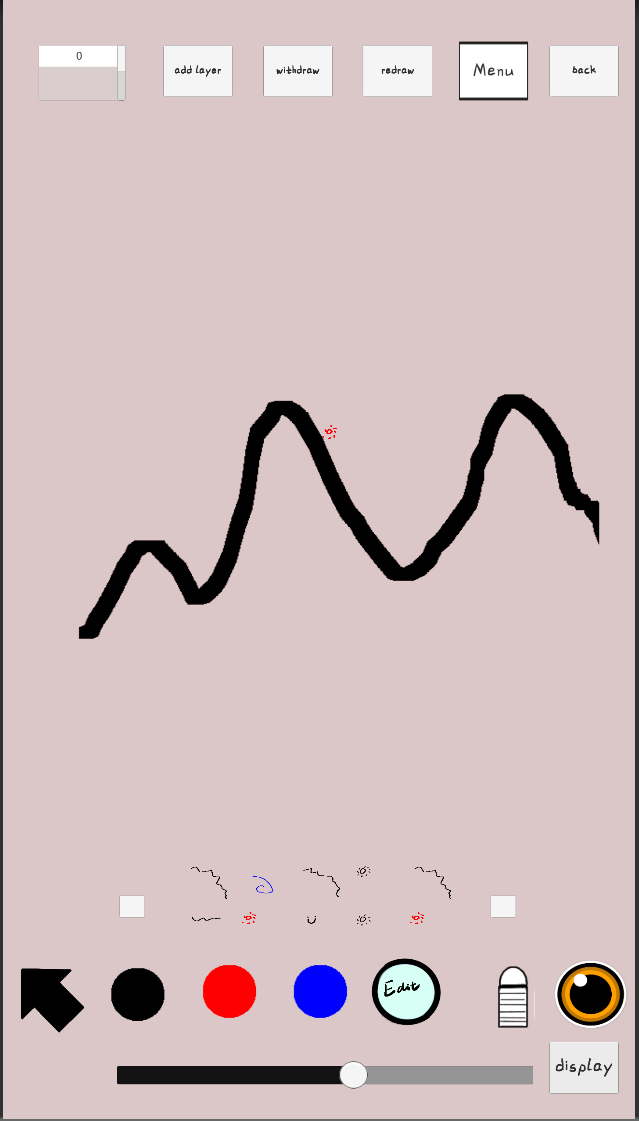 0
add layer
withdraw
redraw
Menu
back
Edit
display